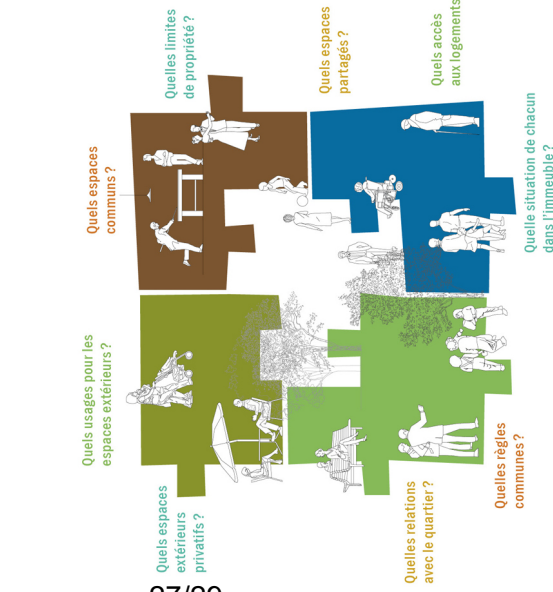 Quels usages pour les
espaces extérieurs ?
Quels espaces
communs ?
Quels espaces
extérieurs
privatifs ?
Quelles limites
de propriété ?
Quels espaces
partagés ?
Quelles relations
avec le quartier ?
Quels accès
aux logements
Quelles règles
communes ?
Quelle situation de chacun
dans l'immeuble ?